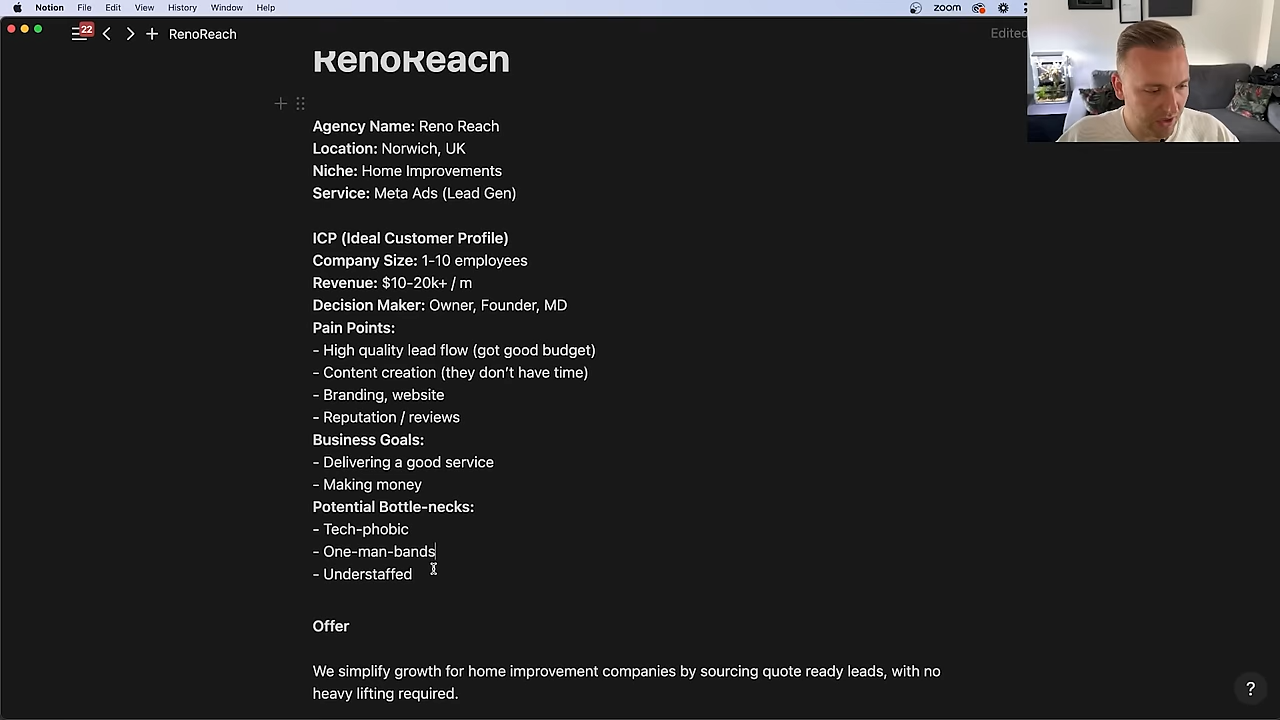 Notion File Edit View History Window Help zoom
22 RenoReach Edited
RenoReach
Agency Name: Reno Reach
Location: Norwich, UK
Niche: Home Improvements
Service: Meta Ads (Lead Gen)
ICP (Ideal Customer Profile)
Company Size: 1-10 employees
Revenue: $10-20k+ / m
Decision Maker: Owner, Founder, MD
Pain Points:
- High quality lead flow (got good budget)
- Content creation (they don’t have time)
- Branding, website
- Reputation / reviews
Business Goals:
- Delivering a good service
- Making money
Potential Bottle-necks:
- Tech-phobic
- One-man-bands
- Understaffed
Offer
We simplify growth for home improvement companies by sourcing quote ready leads, with no
heavy lifting required.
?